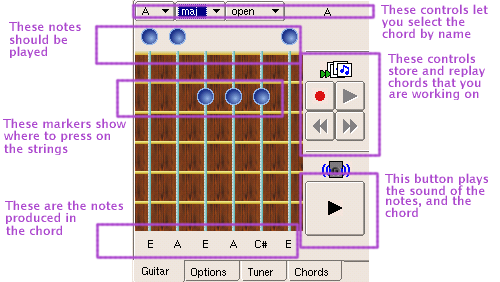 A maj open A
These controls let
you select the
chord by name
These notes
should be
played
These controls
store and replay
chords that you
are working on
These markers show
where to press on
the strings
This button plays
the sound of the
notes, and the
chord
These are the notes
produced in
the chord
E A E A C# E
Guitar Options Tuner Chords